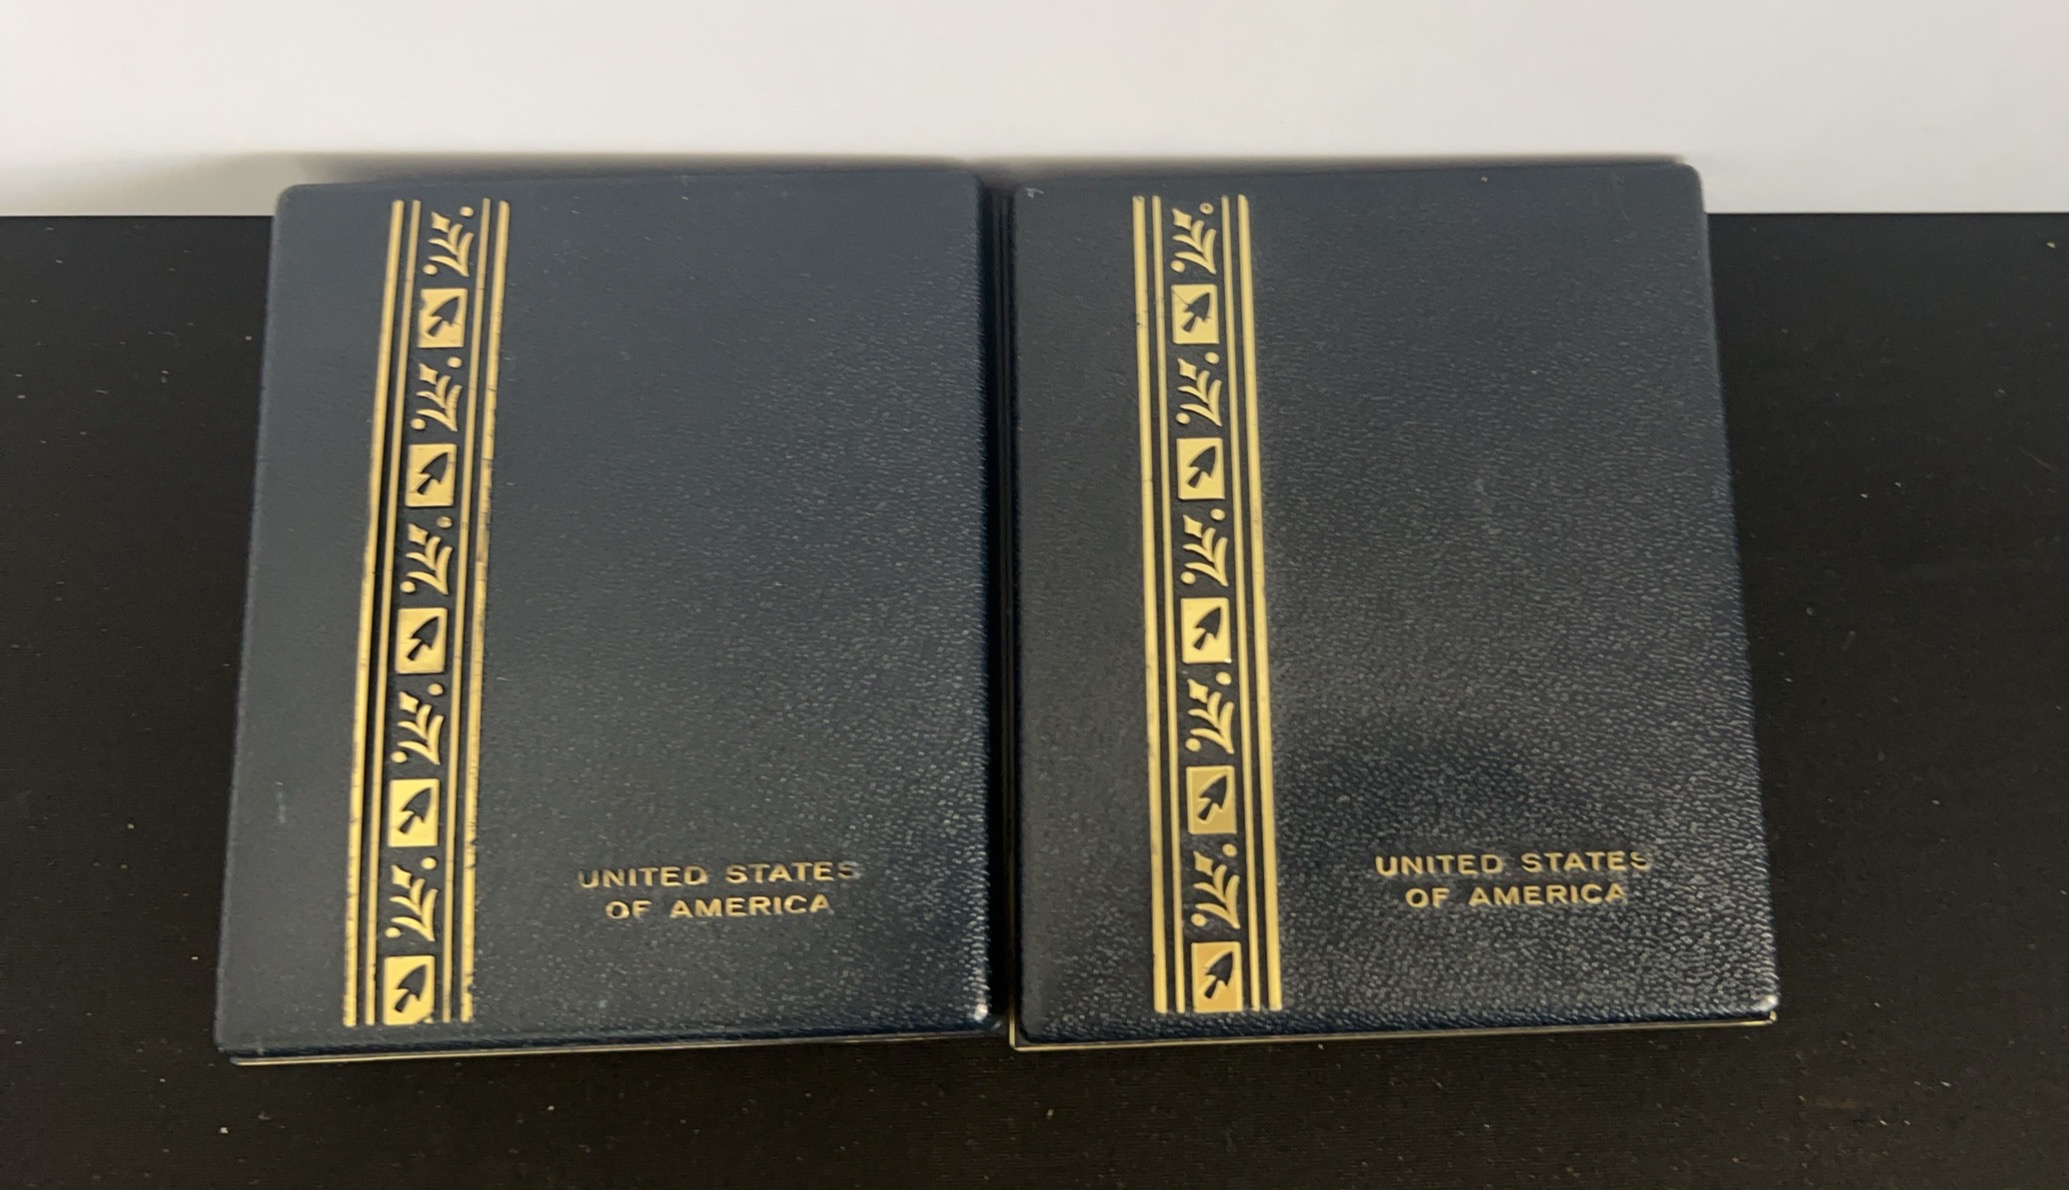 UNITED STATES
OF AMERICA
UNITED STATES
OF AMERICA